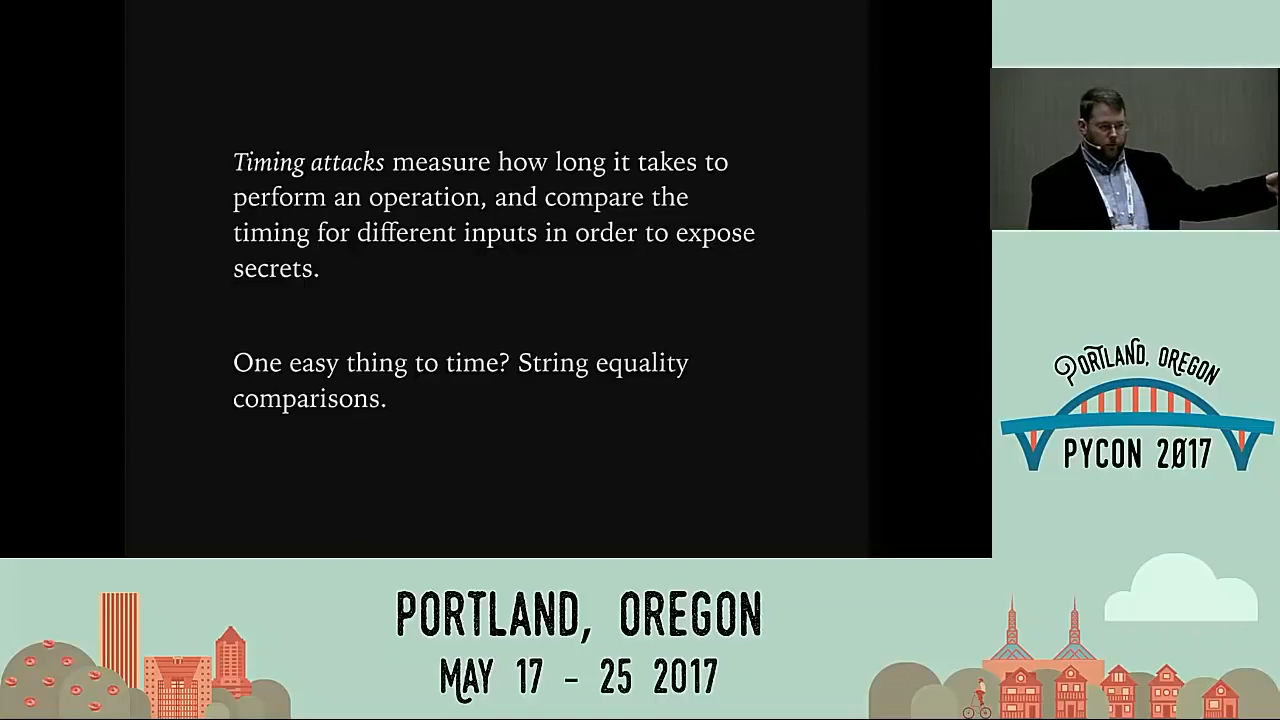 Timing attacks measure how long it takes to
perform an operation, and compare the
timing for different inputs in order to expose
secrets.
One easy thing to time? String equality
comparisons.
PORTLAND, OREGON
PYCON 2017
PORTLAND, OREGON
MAY 17 - 25 2017